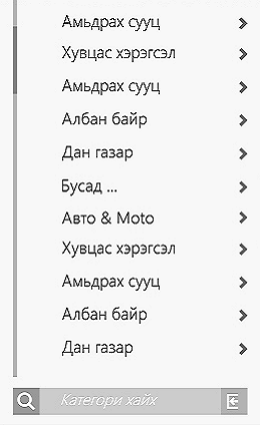 Амьдрах сууц
Хувцас хэрэгсэл
Амьдрах сууц
Албан байр
Дан газар
Бусад ...
Авто & Moto
Хувцас хэрэгсэл
Амьдрах сууц
Албан байр
Дан газар
Категори хайх